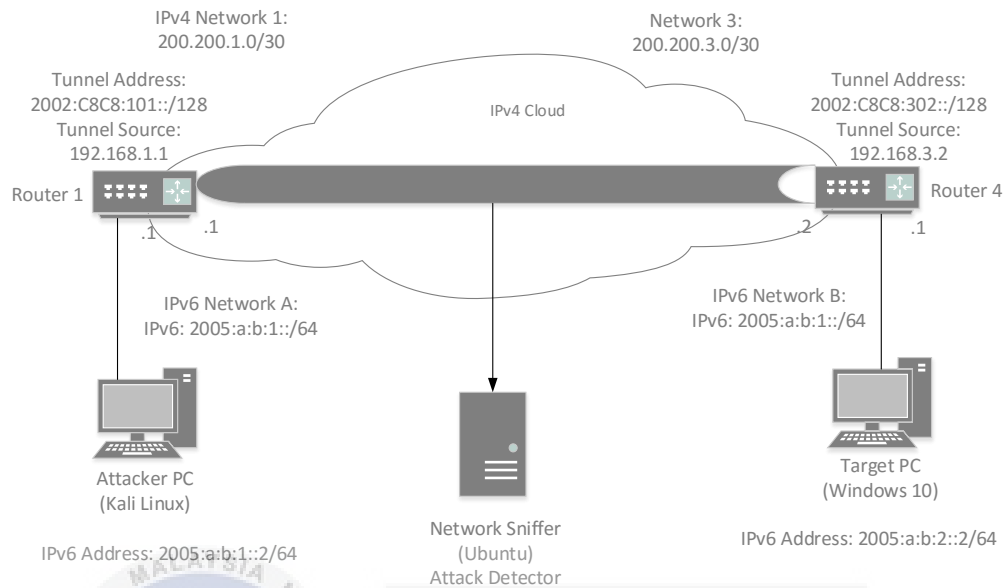 IPv4 Network 1:
200.200.1.0/30
Network 3:
200.200.3.0/30
Tunnel Address:
2002:C8C8:101::/128
Tunnel Source:
192.168.1.1
IPv4 Cloud
Tunnel Address:
2002:C8C8:302::/128
Tunnel Source:
192.168.3.2
Router 1
Router 4
.1
.1
.2
.1
IPv6 Network A:
IPv6: 2005:a:b:1::/64
IPv6 Network B:
IPv6: 2005:a:b:1::/64
Attacker PC
(Kali Linux)
Target PC
(Windows 10)
Network Sniffer
(Ubuntu)
Attack Detector
IPv6 Address: 2005:a:b:1::2/64
IPv6 Address: 2005:a:b:2::2/64
MALAYSIA